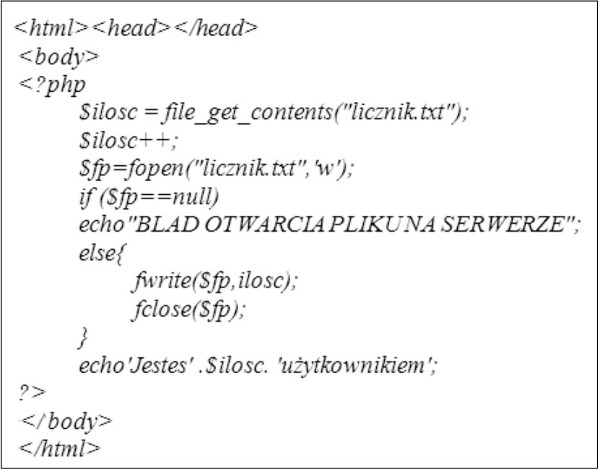 <html><head></head>
<body>
<?php
$ilosc = file_get_contents("licznik.txt");
$ilosc++;
$fp=fopen("licznik.txt",'w');
if ($fp==null)
echo"BLAD OTWARCIA PLIKU NA SERWERZE";
else{
fwrite($fp,ilosc);
fclose($fp);
}
echo'Jestes' .$ilosc. 'użytkownikiem';
?>
</body>
</html>